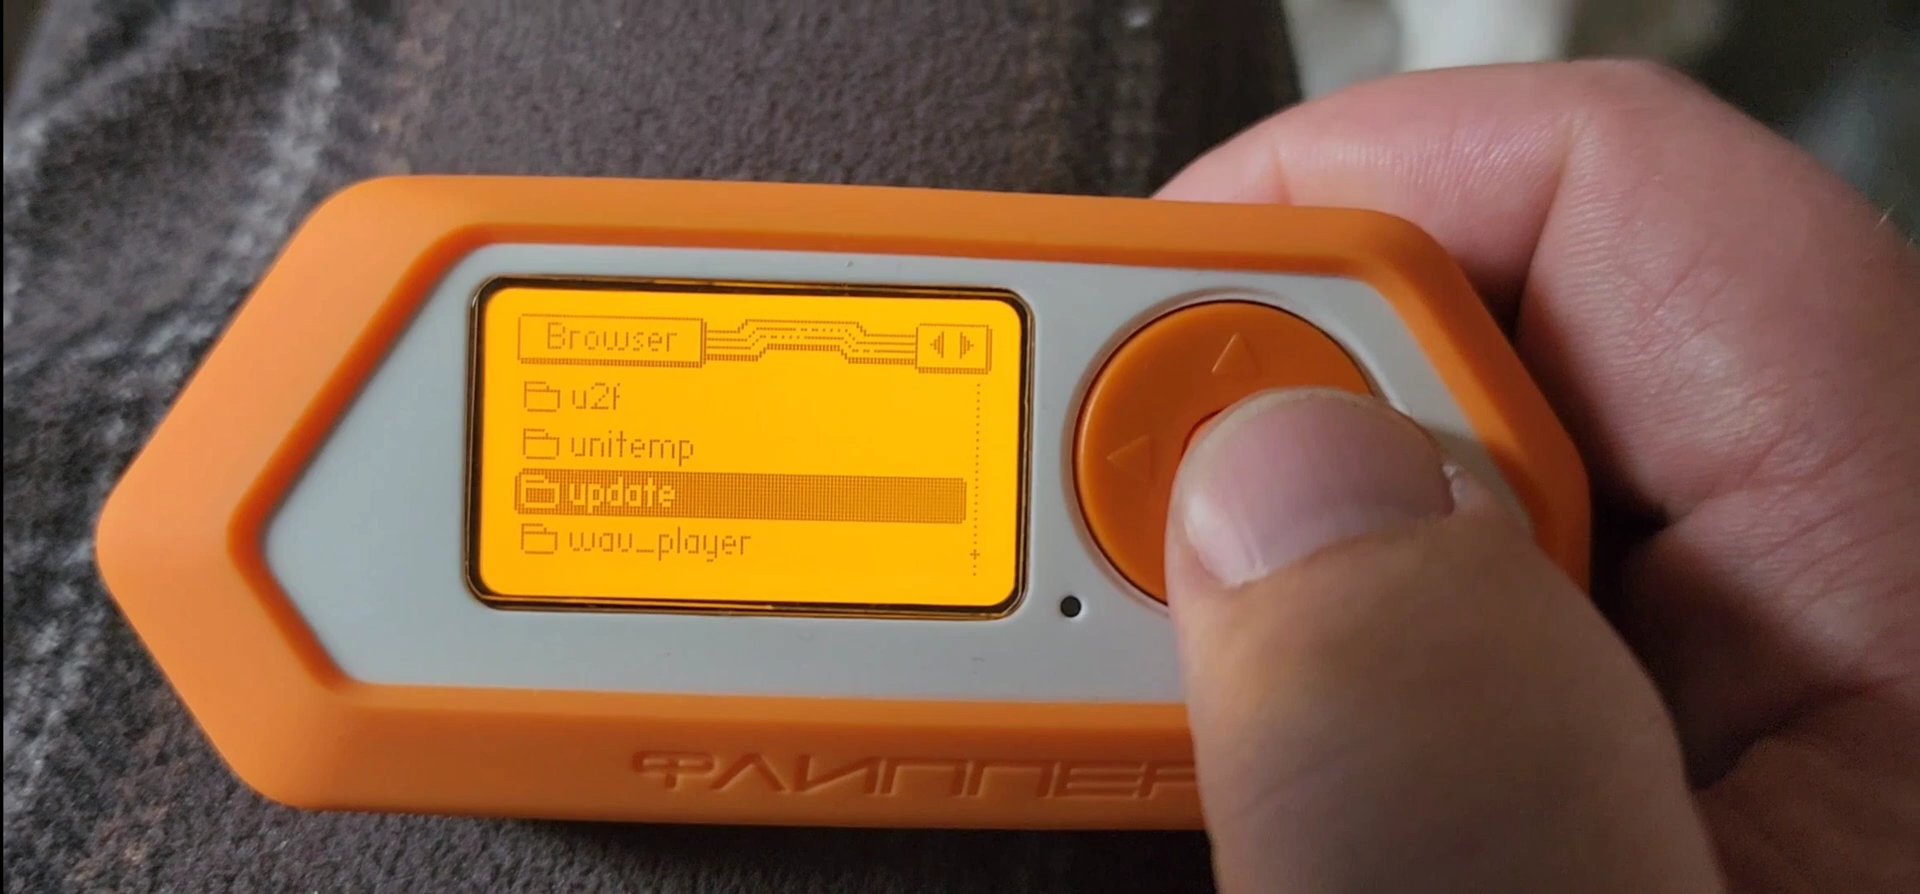 Browser
u2f
unitemp
update
wav_player
ФЛИППЕР